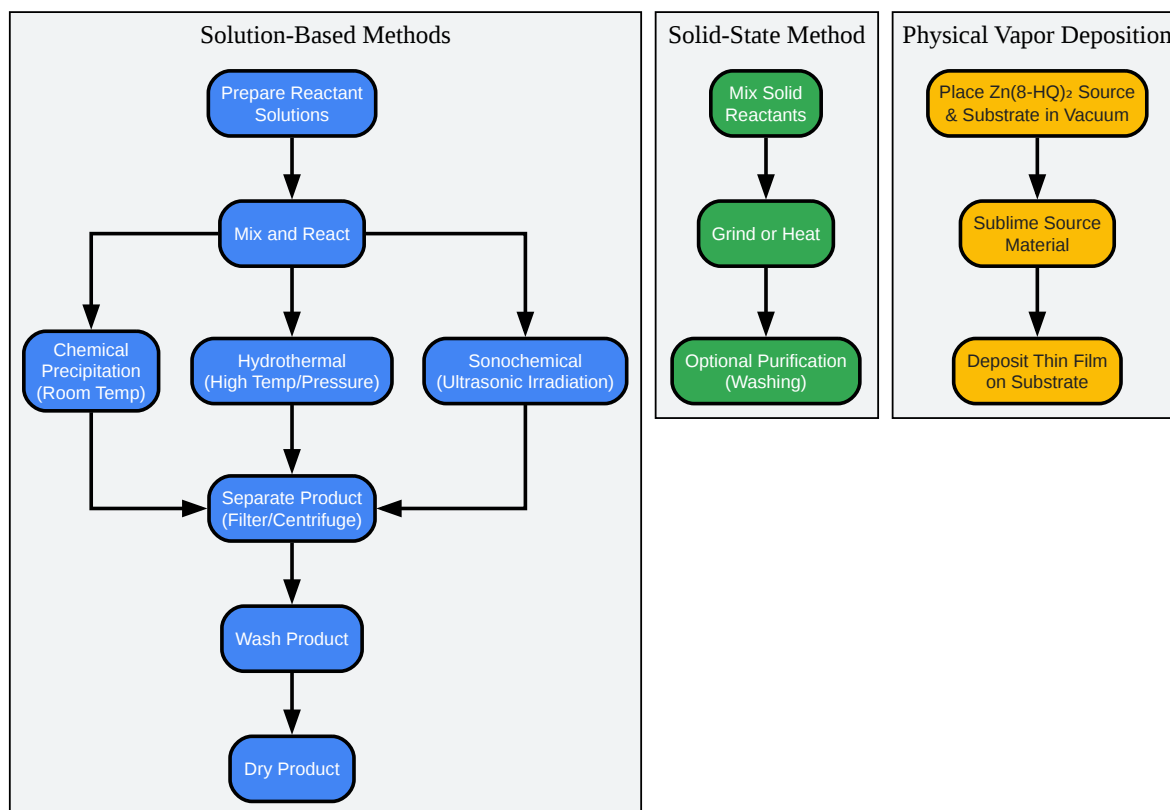 Solution-Based Methods
Prepare Reactant
Solutions
Mix and React
Chemical
Precipitation
(Room Temp)
Hydrothermal
(High Temp/Pressure)
Sonochemical
(Ultrasonic Irradiation)
Separate Product
(Filter/Centrifuge)
Wash Product
Dry Product
Solid-State Method
Mix Solid
Reactants
Grind or Heat
Optional Purification
(Washing)
Physical Vapor Deposition
Place Zn(8-HQ)₂ Source
& Substrate in Vacuum
Sublime Source
Material
Deposit Thin Film
on Substrate